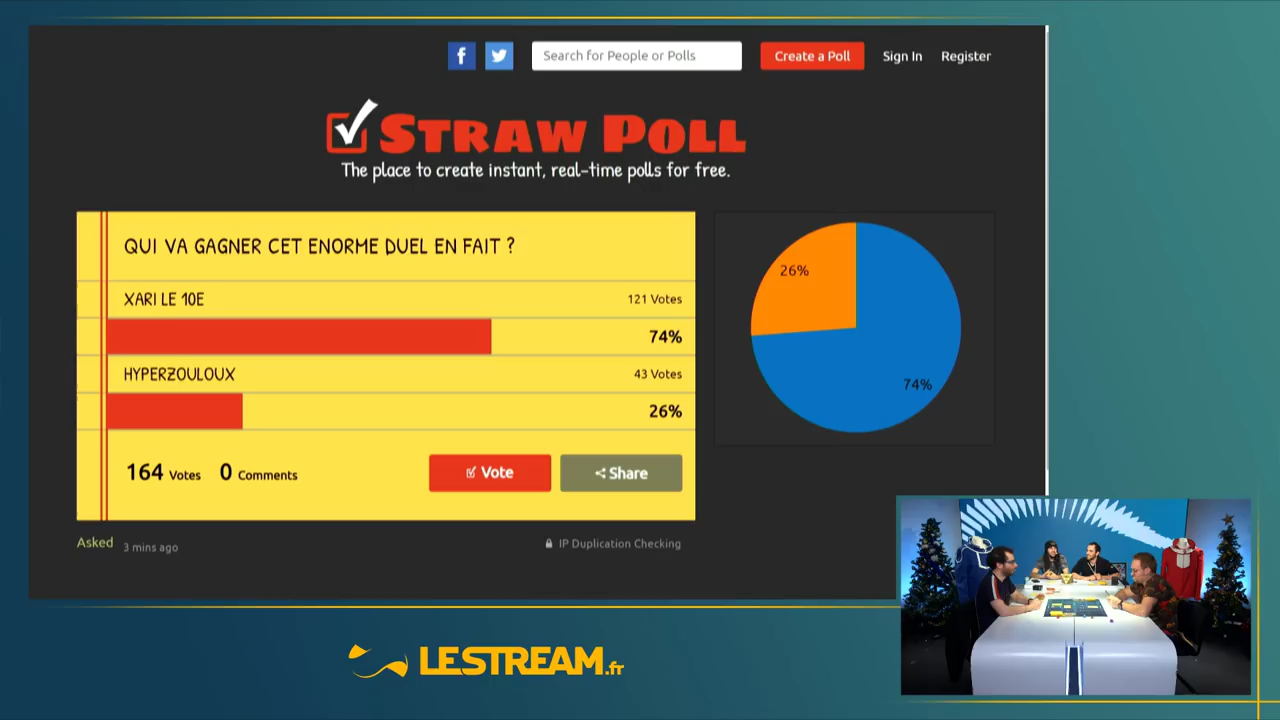 f
Search for People or Polls
Create a Poll
Sign In
Register
STRAW POLL
The place to create instant, real-time polls for free.
QUI VA GAGNER CET ENORME DUEL EN FAIT ?
XARI LE 10E
121 Votes
74%
HYPERZOULOUX
43 Votes
26%
164 Votes
0 Comments
Vote
Share
Asked 3 mins ago
IP Duplication Checking
26%
74%
LESTREAM.fr